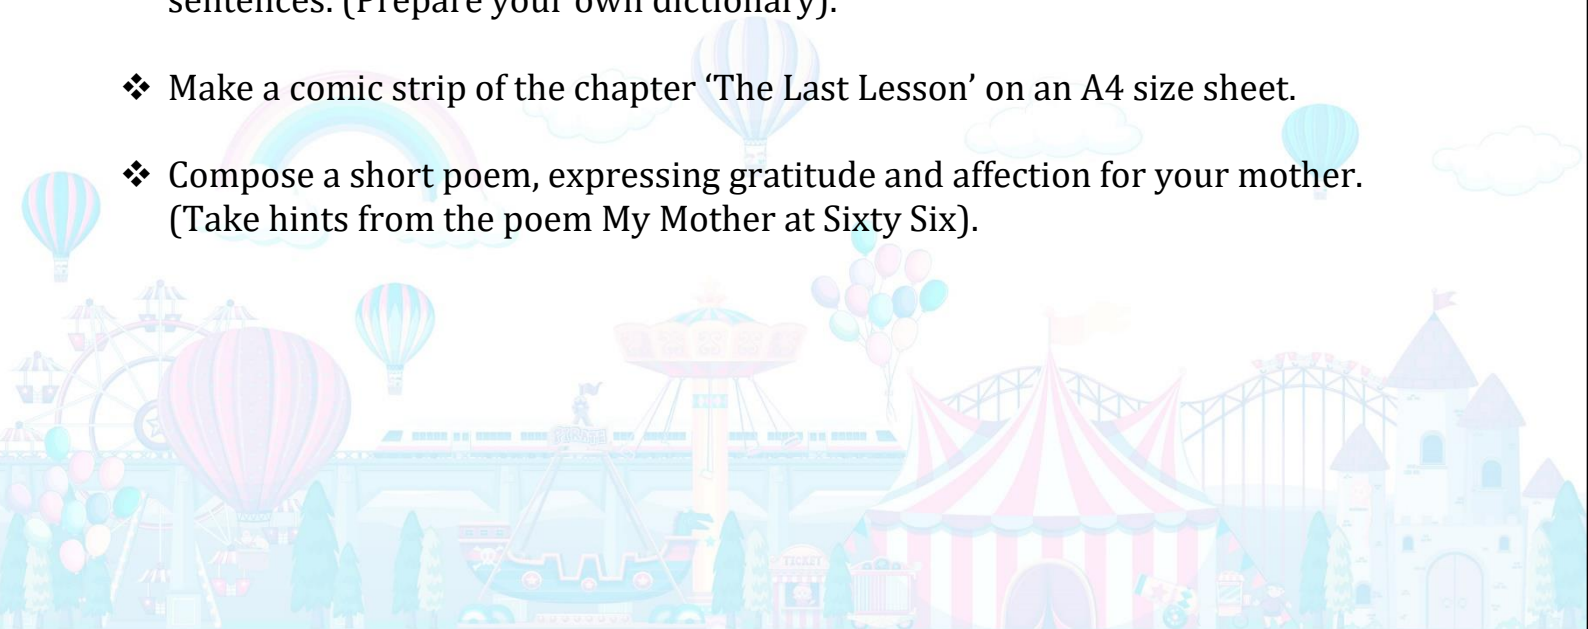 sentences. (Prepare your own dictionary).
❖ Make a comic strip of the chapter ‘The Last Lesson’ on an A4 size sheet.
❖ Compose a short poem, expressing gratitude and affection for your mother.
(Take hints from the poem My Mother at Sixty Six).
PIRATE
TICKET